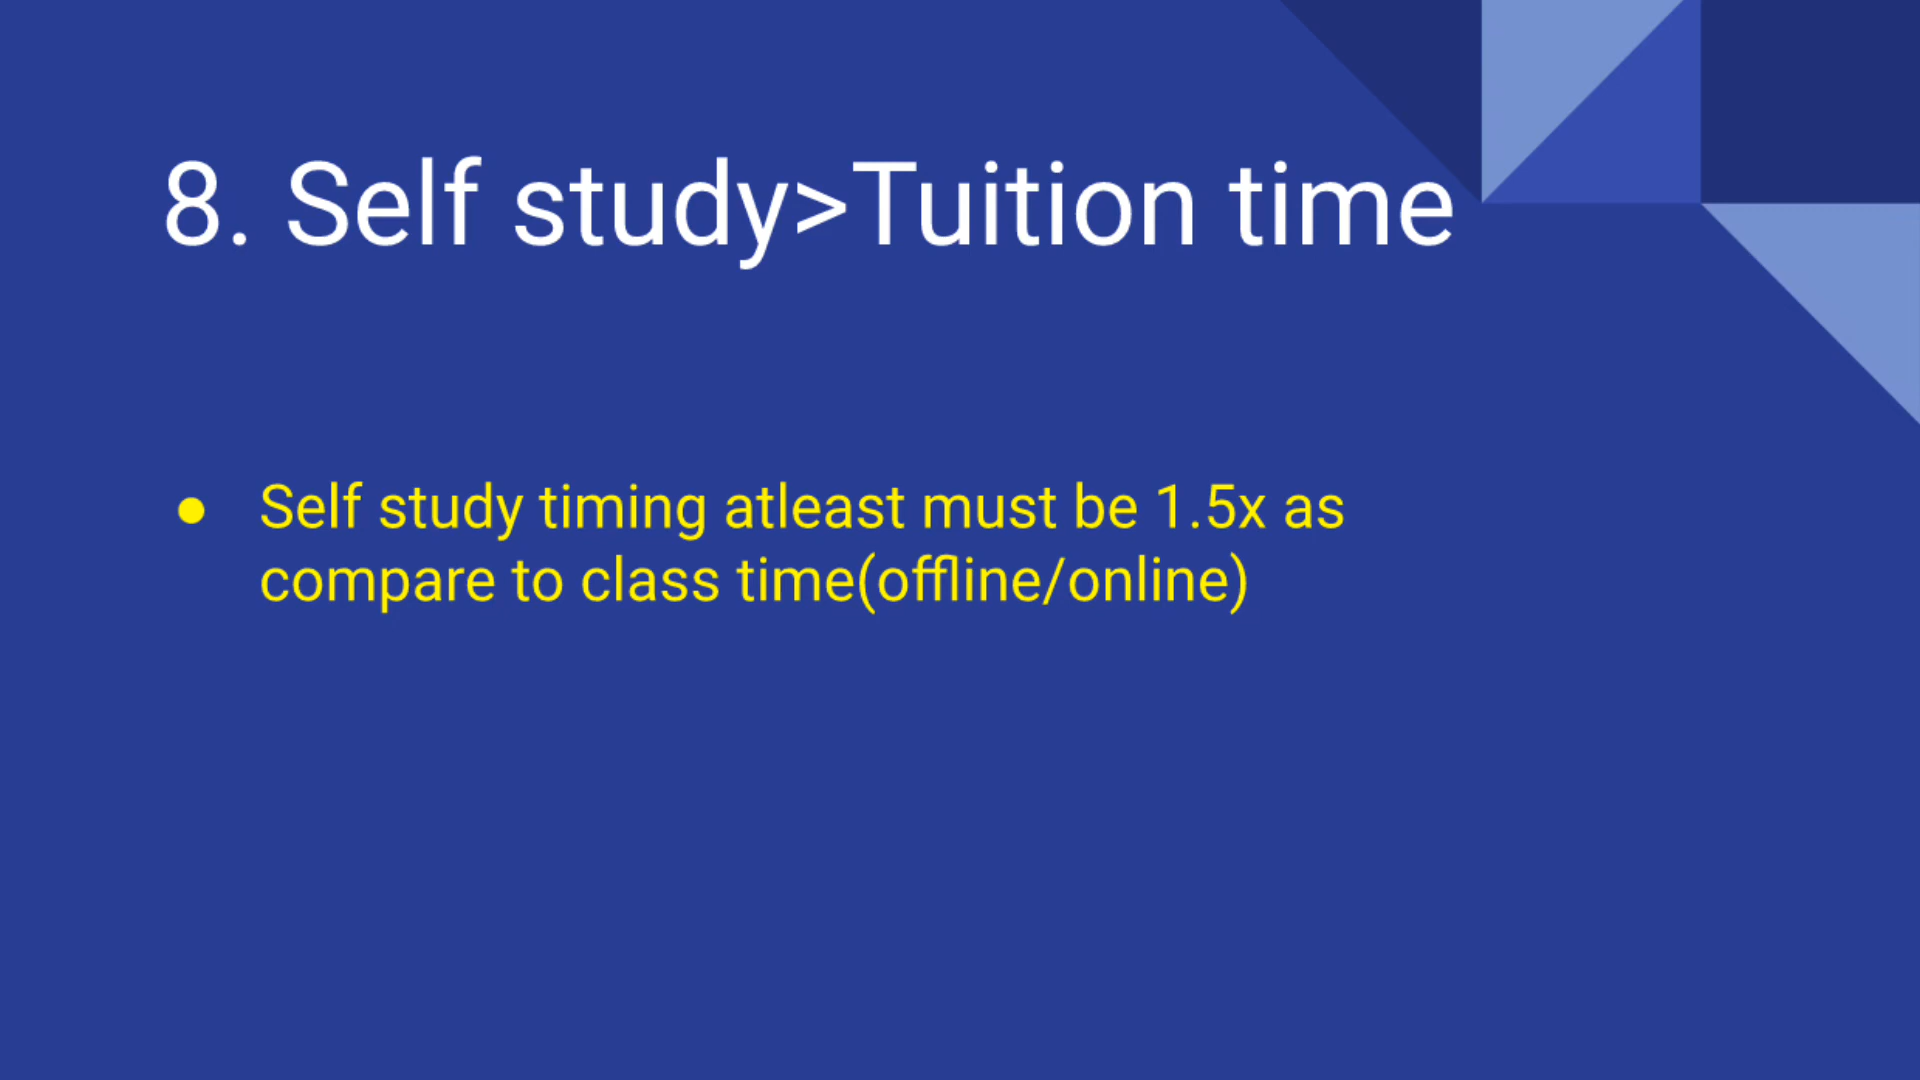 8. Self study>Tuition time
● Self study timing atleast must be 1.5x as
compare to class time(offline/online)